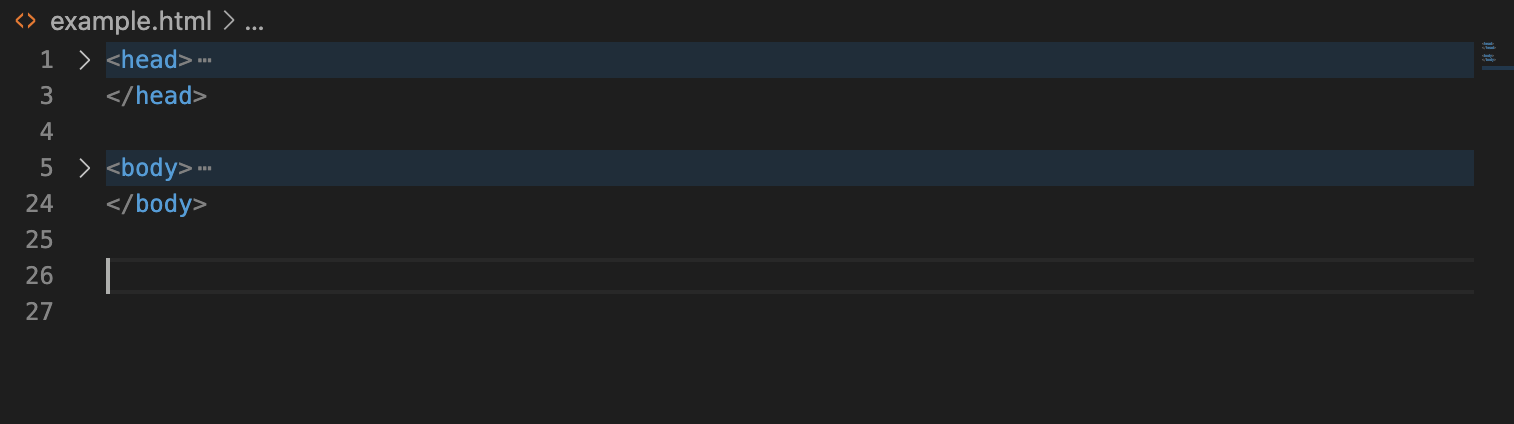 <> example.html > ...
1 > <head>⋯
3 </head>
4
5 > <body>⋯
24 </body>
25
26
27